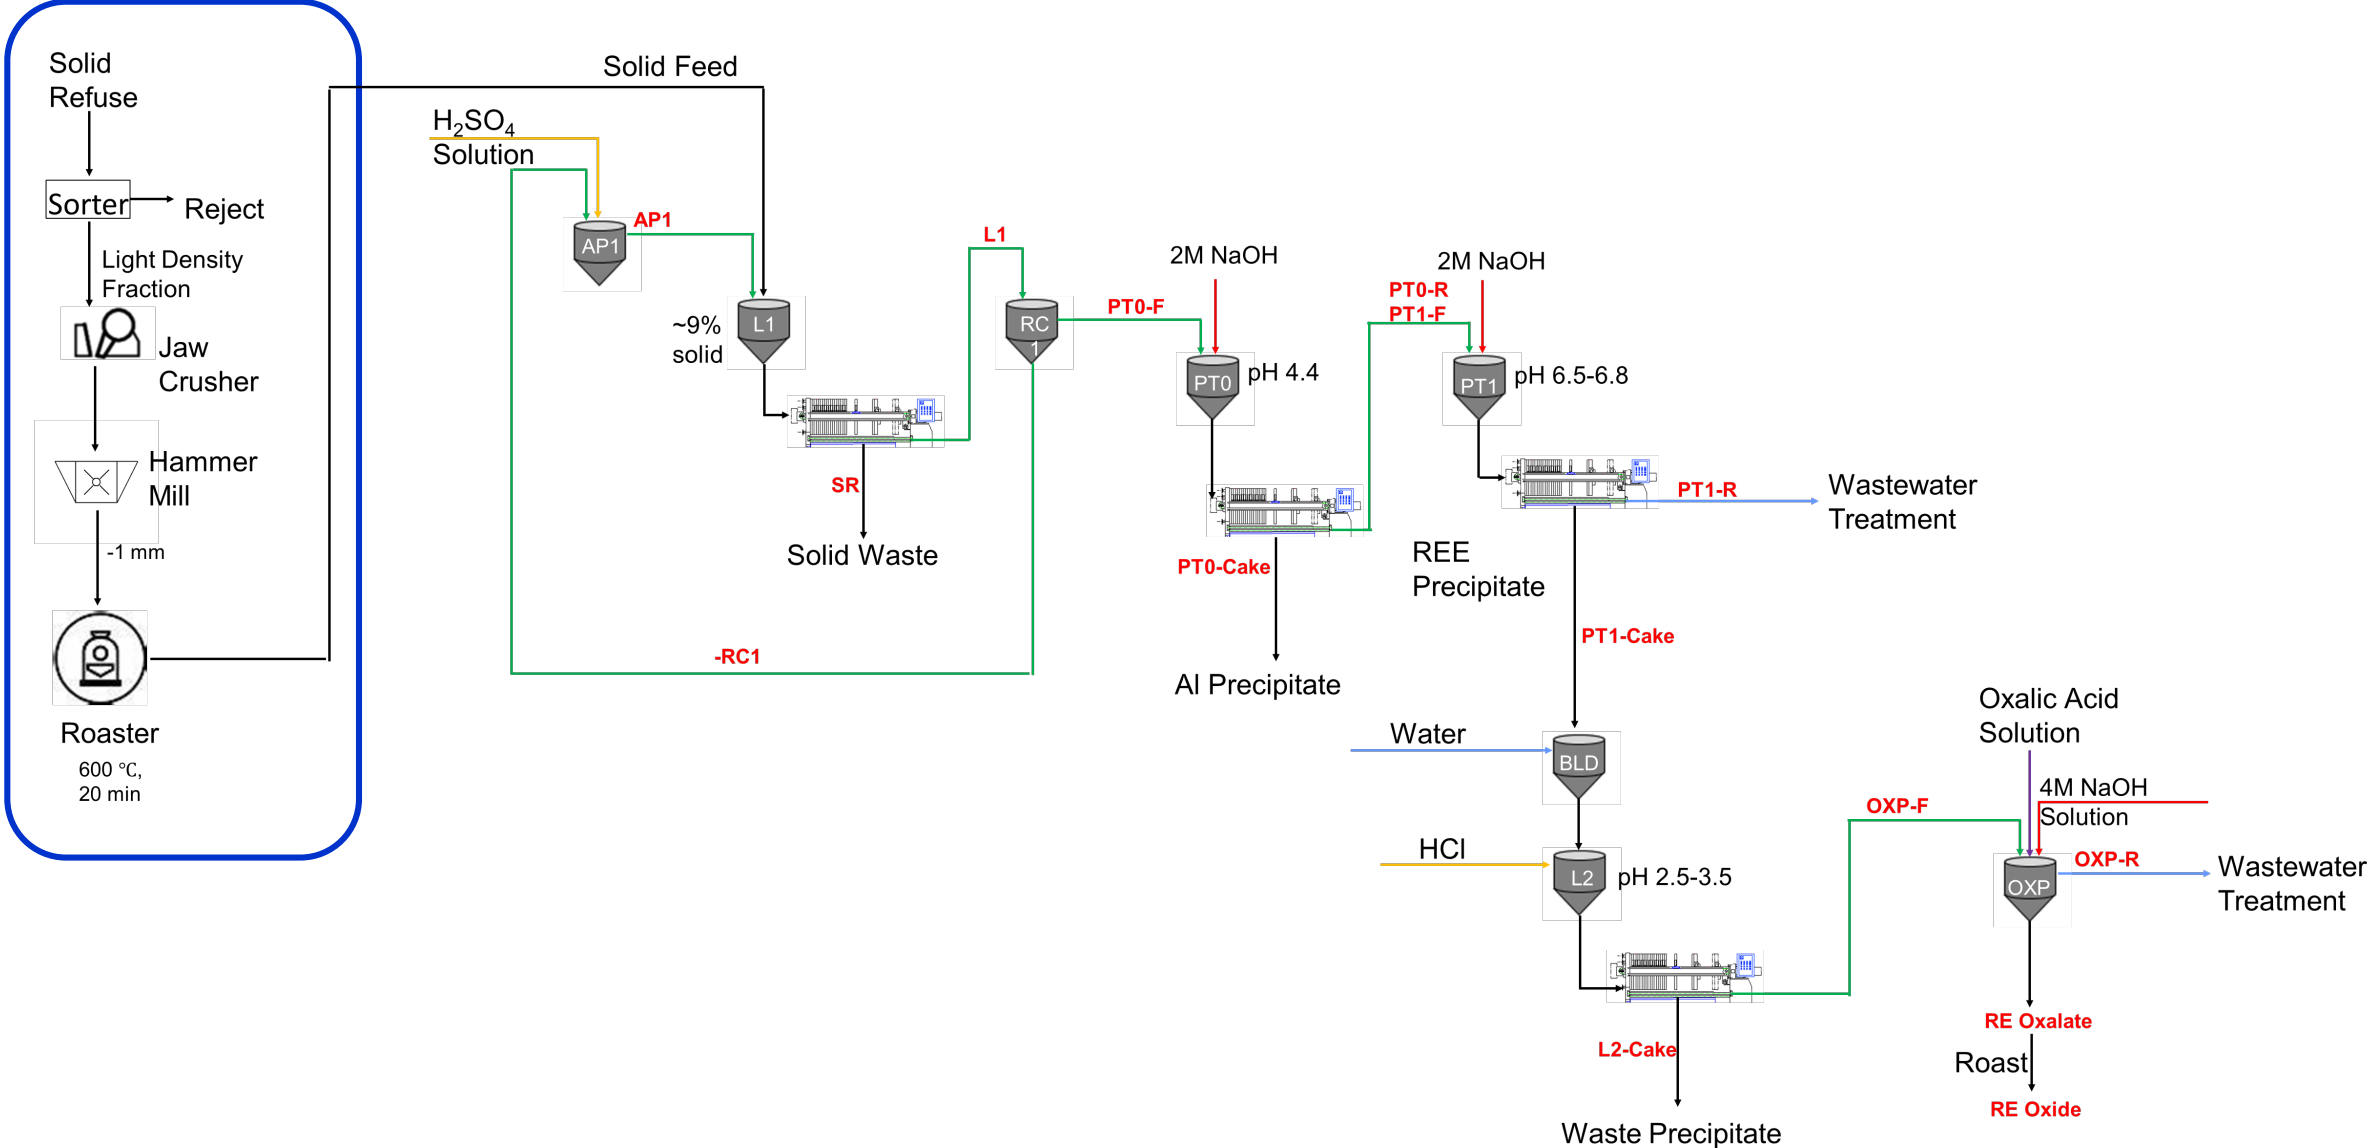 Solid
Refuse
Sorter
Reject
Light Density
Fraction
Jaw
Crusher
Hammer
Mill
-1 mm
Roaster
600 °C,
20 min
Solid Feed
H₂SO₄
Solution
AP1
AP1
L1
~9%
solid
SR
Solid Waste
L1
RC
1
-RC1
PT0-F
2M NaOH
PT0
pH 4.4
PT0-Cake
Al Precipitate
PT0-R
PT1-F
2M NaOH
PT1
pH 6.5-6.8
PT1-R
Wastewater
Treatment
REE
Precipitate
PT1-Cake
Water
BLD
HCl
L2
pH 2.5-3.5
L2-Cake
Waste Precipitate
OXP-F
Oxalic Acid
Solution
4M NaOH
Solution
OXP
OXP-R
Wastewater
Treatment
RE Oxalate
Roast
RE Oxide